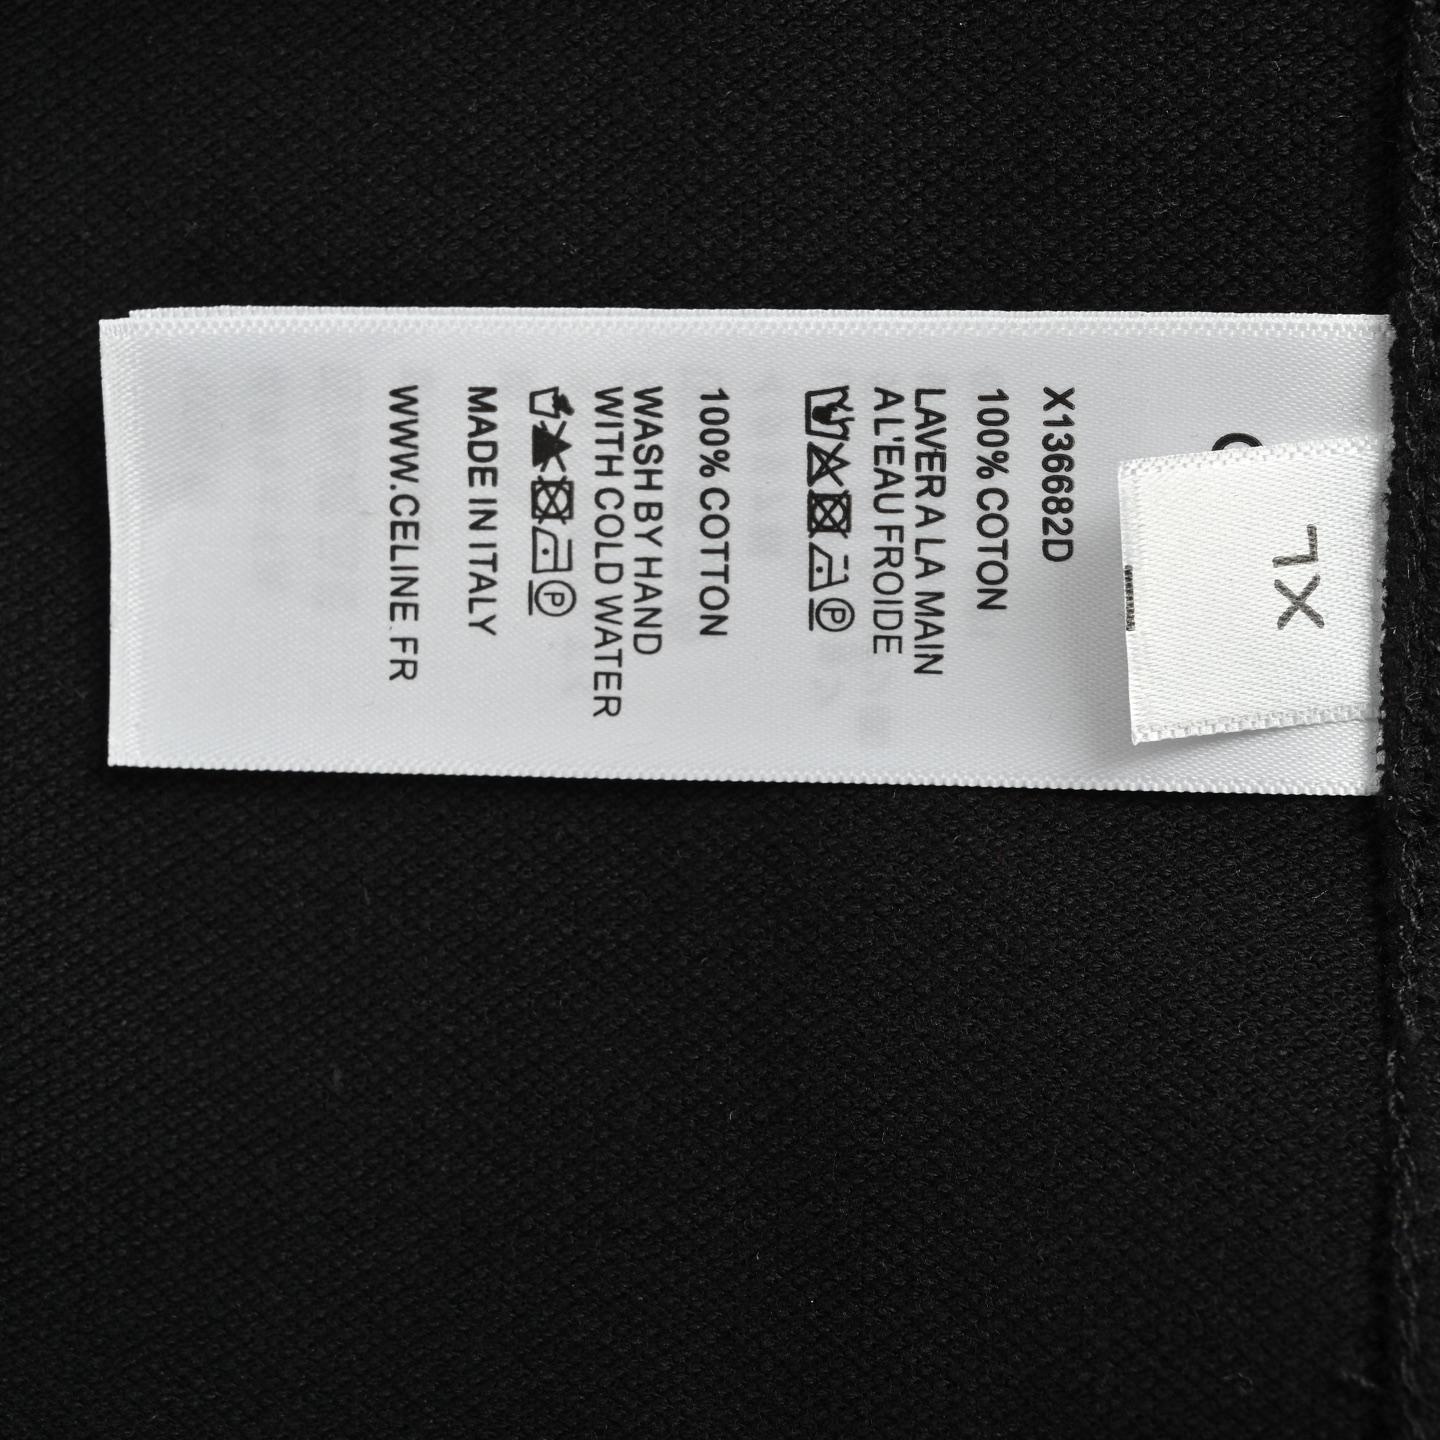 XL
X136682D
100% COTON
LAVER A LA MAIN
A L'EAU FROIDE
P
100% COTTON
WASH BY HAND
WITH COLD WATER
P
MADE IN ITALY
WWW.CELINE.FR